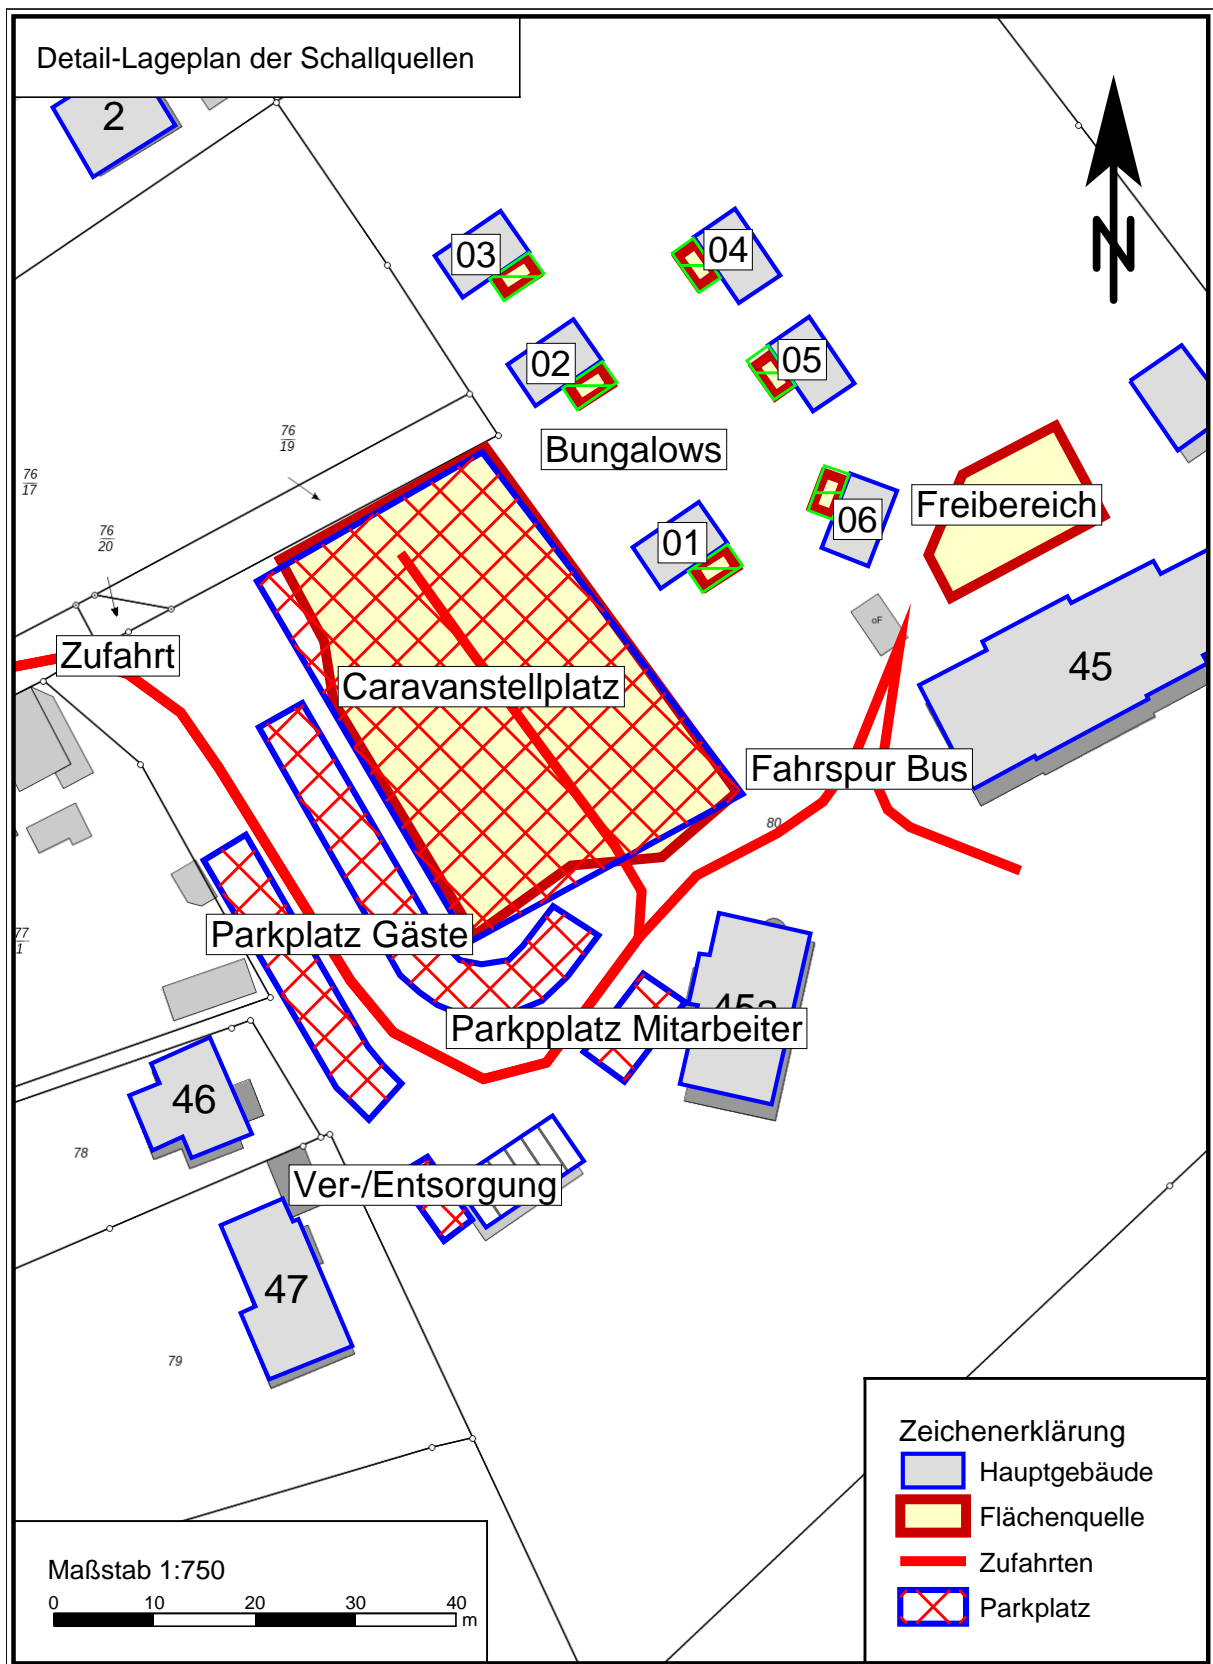 Detail-Lageplan der Schallquellen
2
N
03
04
02
05
Bungalows
76
19
76
17
76
20
01
06
Freibereich
oF
Zufahrt
45
Caravanstellplatz
Fahrspur Bus
80
77
1
Parkplatz Gäste
45a
Parkpplatz Mitarbeiter
46
78
Ver-/Entsorgung
47
79
Zeichenerklärung
Hauptgebäude
Flächenquelle
Zufahrten
Parkplatz
Maßstab 1:750
0 10 20 30 40
m